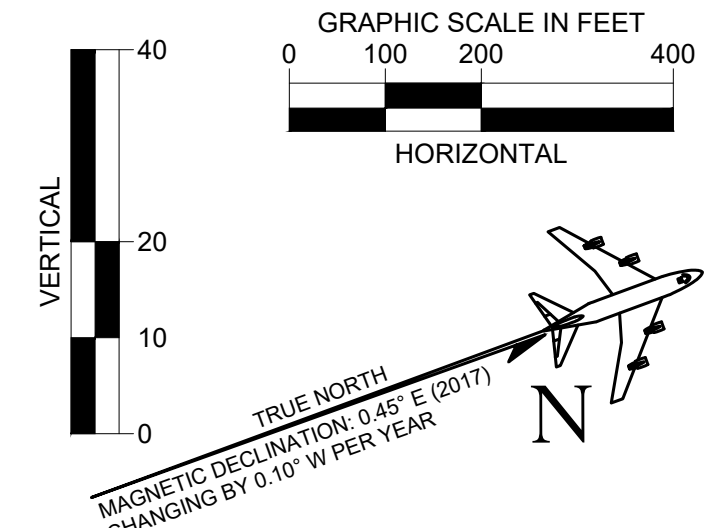 GRAPHIC SCALE IN FEET
0 100 200 400
HORIZONTAL
40
20
10
0
VERTICAL
TRUE NORTH
MAGNETIC DECLINATION: 0.45° E (2017)
CHANGING BY 0.10° W PER YEAR
N